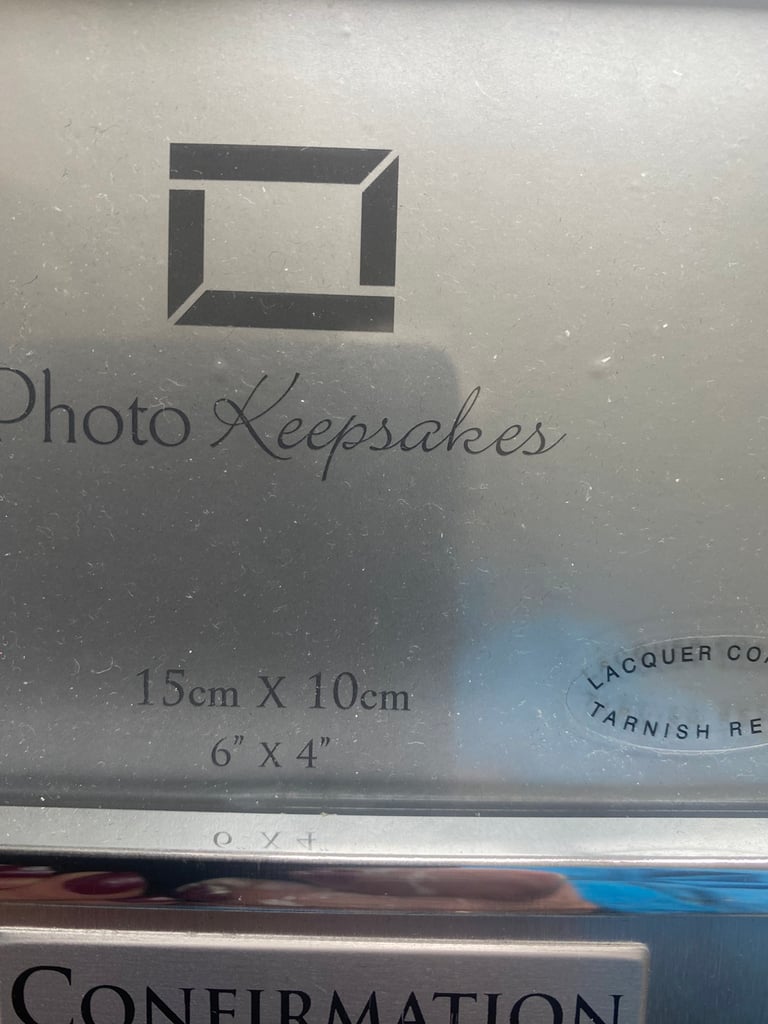 Photo Keepsakes
15cm X 10cm
6” X 4”
LACQUER
TARNISH
CONFIRMATION